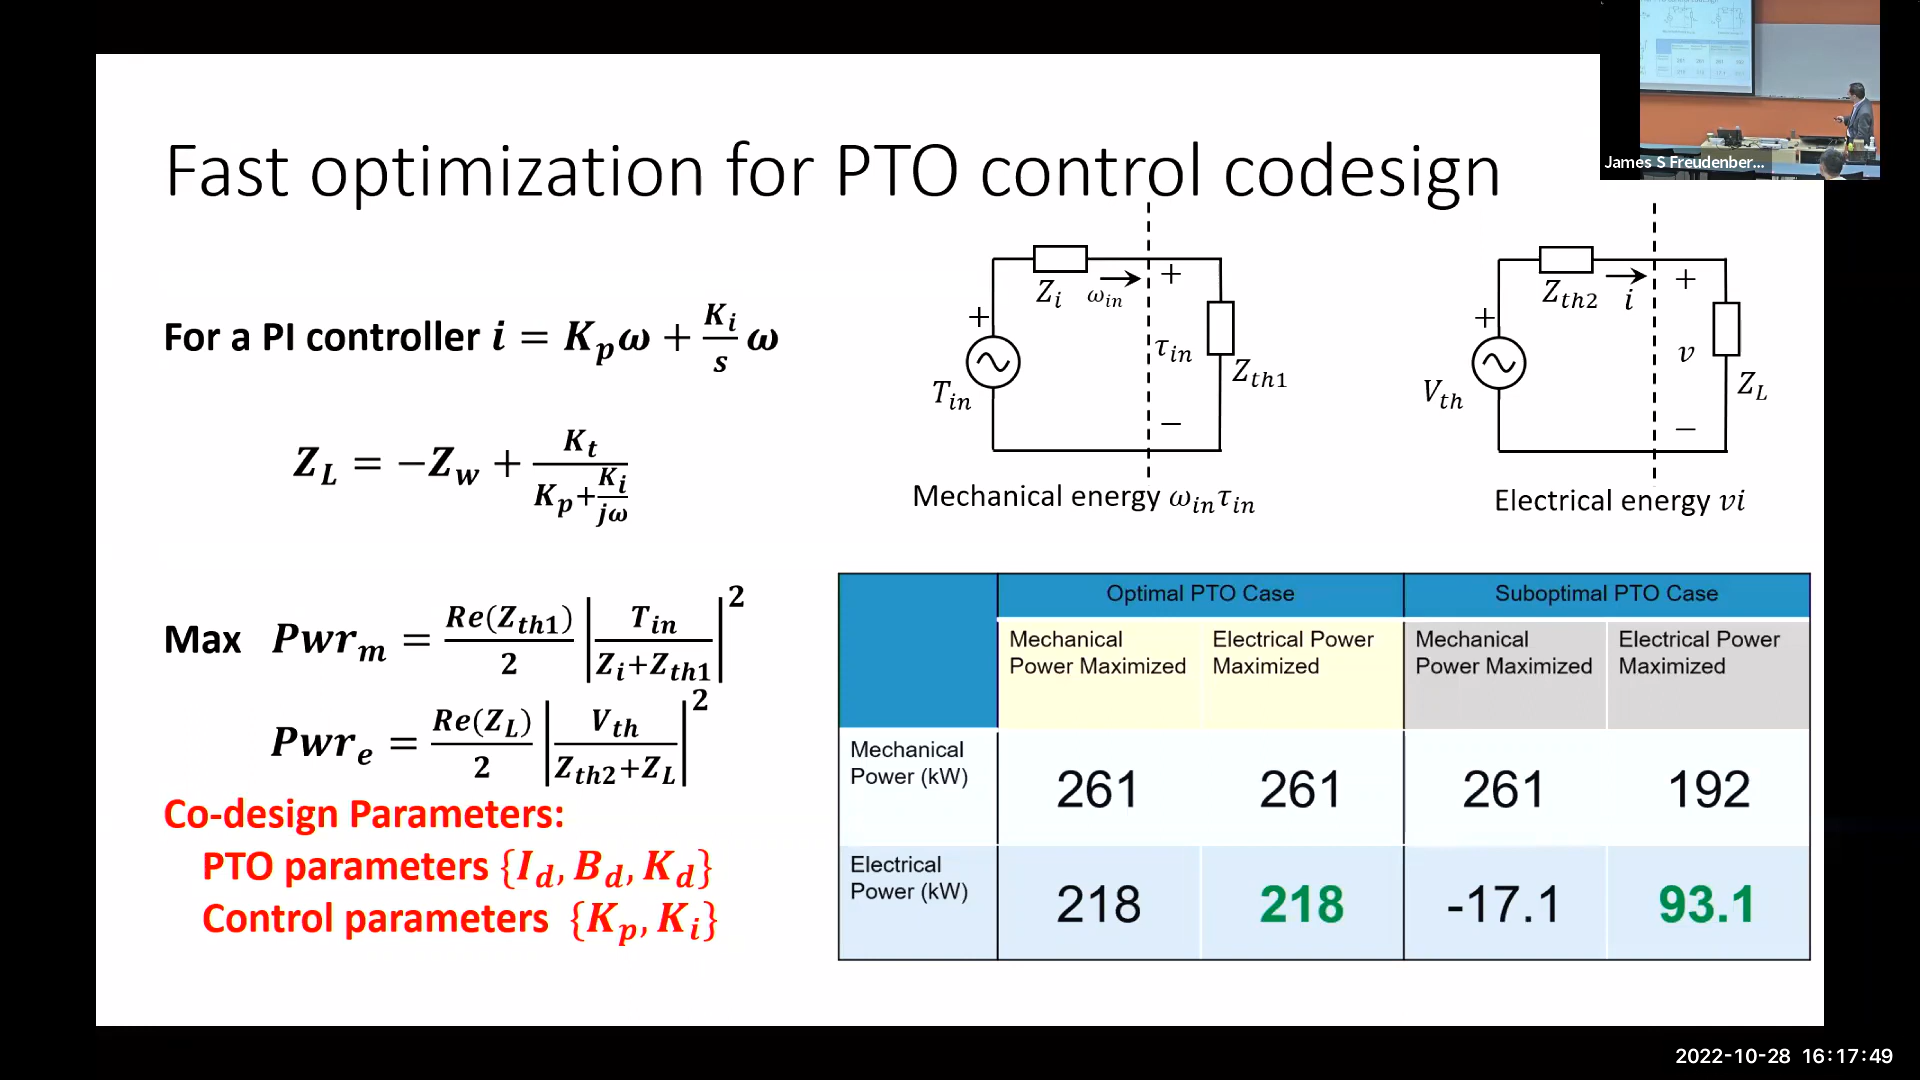 Fast optimization for PTO control codesign
James S Freudenber...
For a PI controller i = K_p ω + K_i/s ω
Z_L = −Z_w + K_t/(K_p+K_i/jω)
Max Pwr_m = Re(Z_th1)/2 |T_in/(Z_i+Z_th1)|^2
Pwr_e = Re(Z_L)/2 |V_th/(Z_th2+Z_L)|^2
Co-design Parameters:
PTO parameters {I_d, B_d, K_d}
Control parameters {K_p, K_i}
Z_i ω_in +
+
T_in
τ_in
Z_th1
−
Mechanical energy ω_in τ_in
Z_th2 i +
+
V_th
v
Z_L
−
Electrical energy vi
Optimal PTO Case Suboptimal PTO Case
Mechanical Power Maximized Electrical Power Maximized Mechanical Power Maximized Electrical Power Maximized
Mechanical Power (kW) 261 261 261 192
Electrical Power (kW) 218 218 -17.1 93.1
2022-10-28 16:17:49